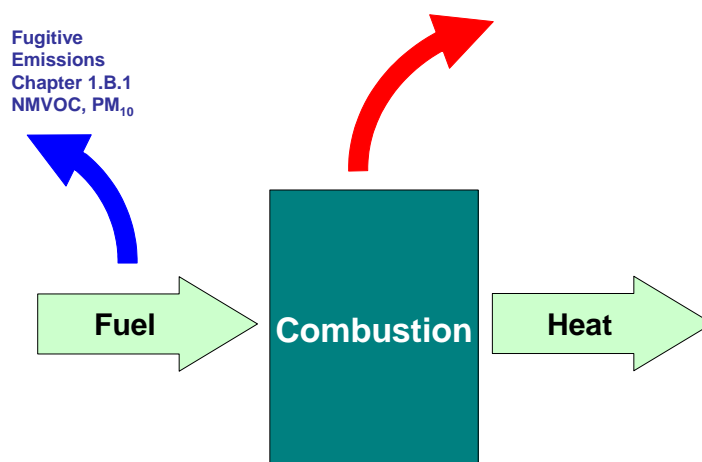 Fugitive
Emissions
Chapter 1.B.1
NMVOC, PM₁₀
Fuel
Combustion
Heat